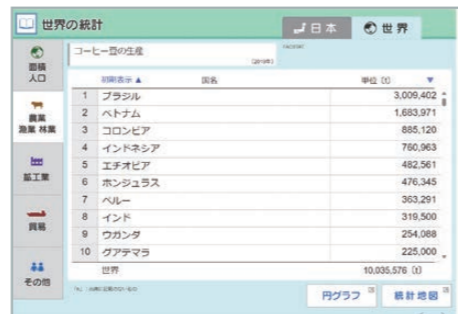 世界の統計
日本
世界
面積
人口
農業
漁業 林業
鉱工業
貿易
その他
コーヒー豆の生産
(2019年)
初期表示 ▲ 国名 単位 (t) ▼
1 ブラジル 3,009,402
2 ベトナム 1,683,971
3 コロンビア 885,120
4 インドネシア 760,963
5 エチオピア 482,561
6 ホンジュラス 476,345
7 ペルー 363,291
8 インド 319,500
9 ウガンダ 254,088
10 グアテマラ 225,000
世界 10,035,576 (t)
円グラフ
統計地図